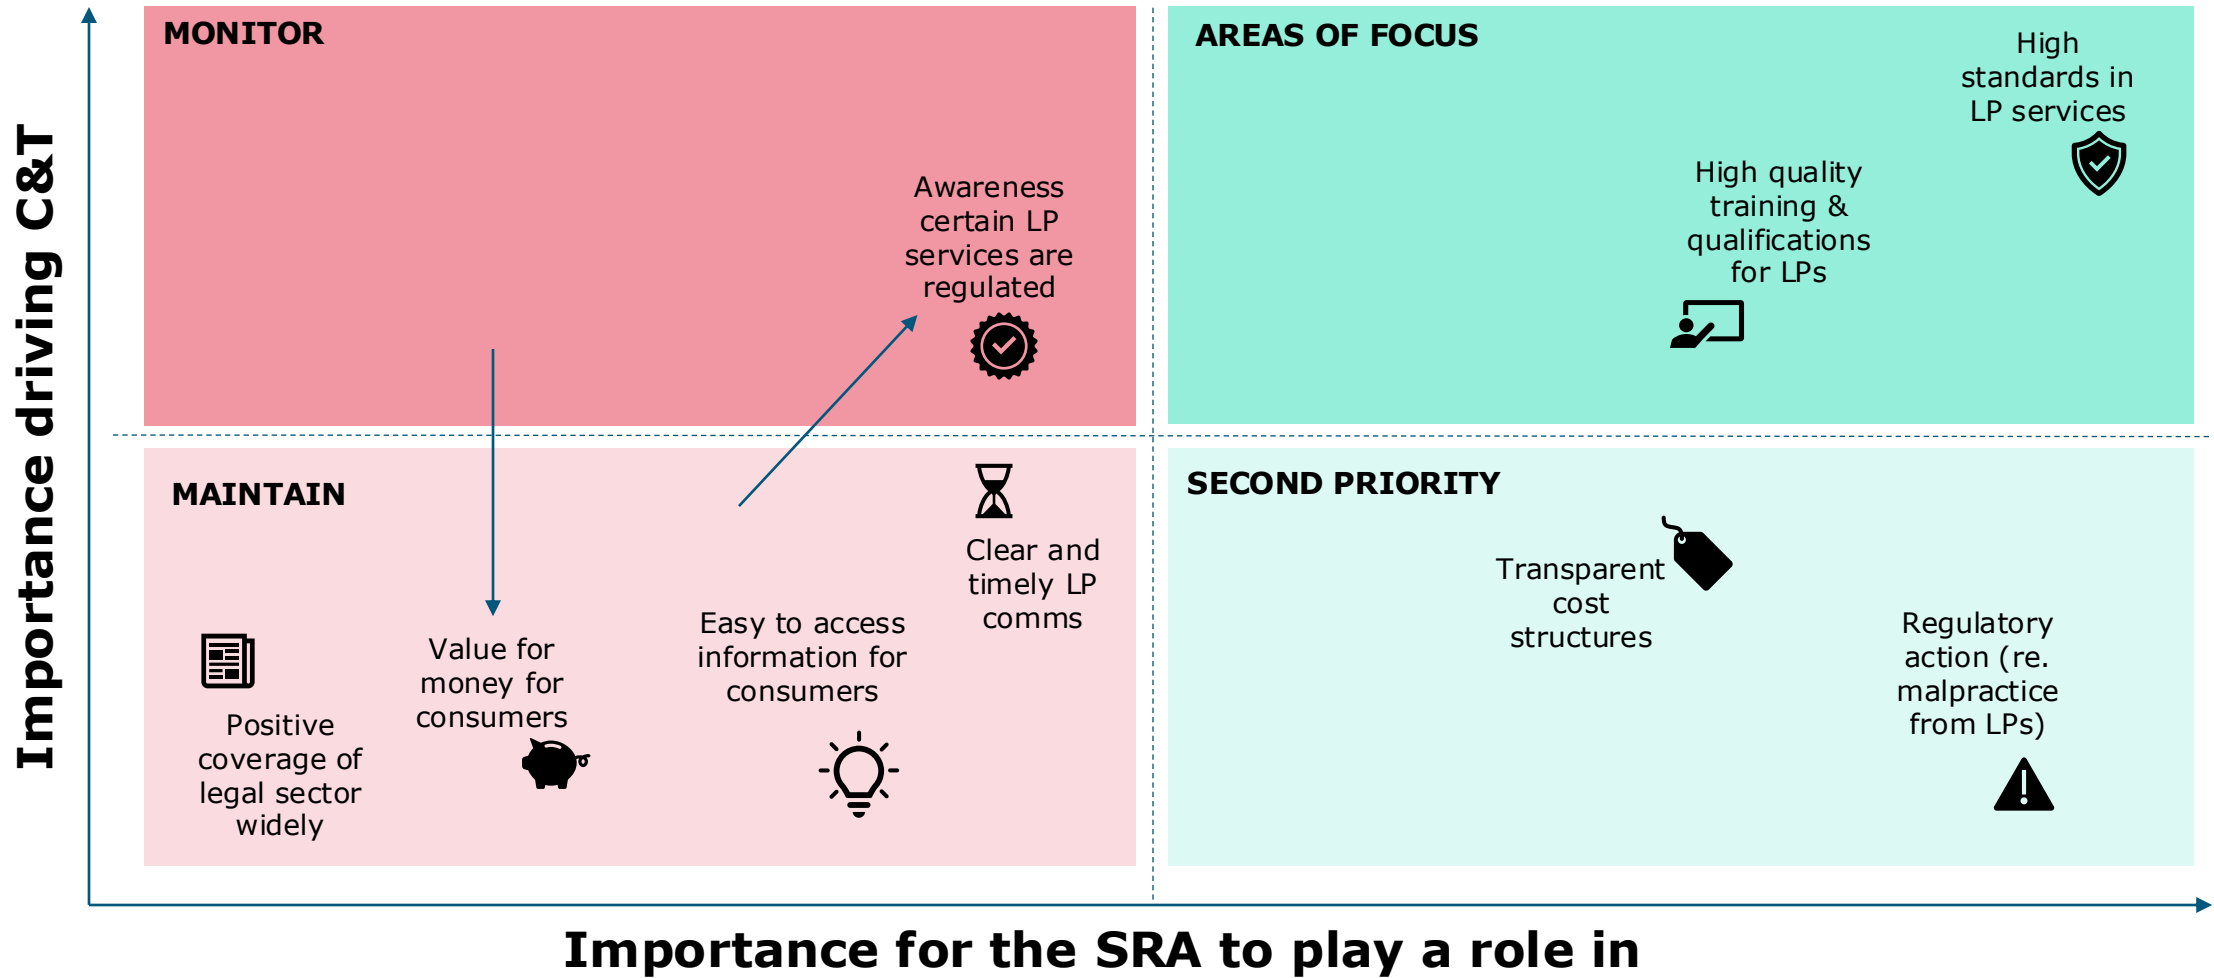 Importance driving C&T
MONITOR
Awareness
certain LP
services are
regulated
AREAS OF FOCUS
High
standards in
LP services
High quality
training &
qualifications
for LPs
MAINTAIN
Positive
coverage of
legal sector
widely
Value for
money for
consumers
Easy to access
information for
consumers
Clear and
timely LP
comms
SECOND PRIORITY
Transparent
cost
structures
Regulatory
action (re.
malpractice
from LPs)
Importance for the SRA to play a role in